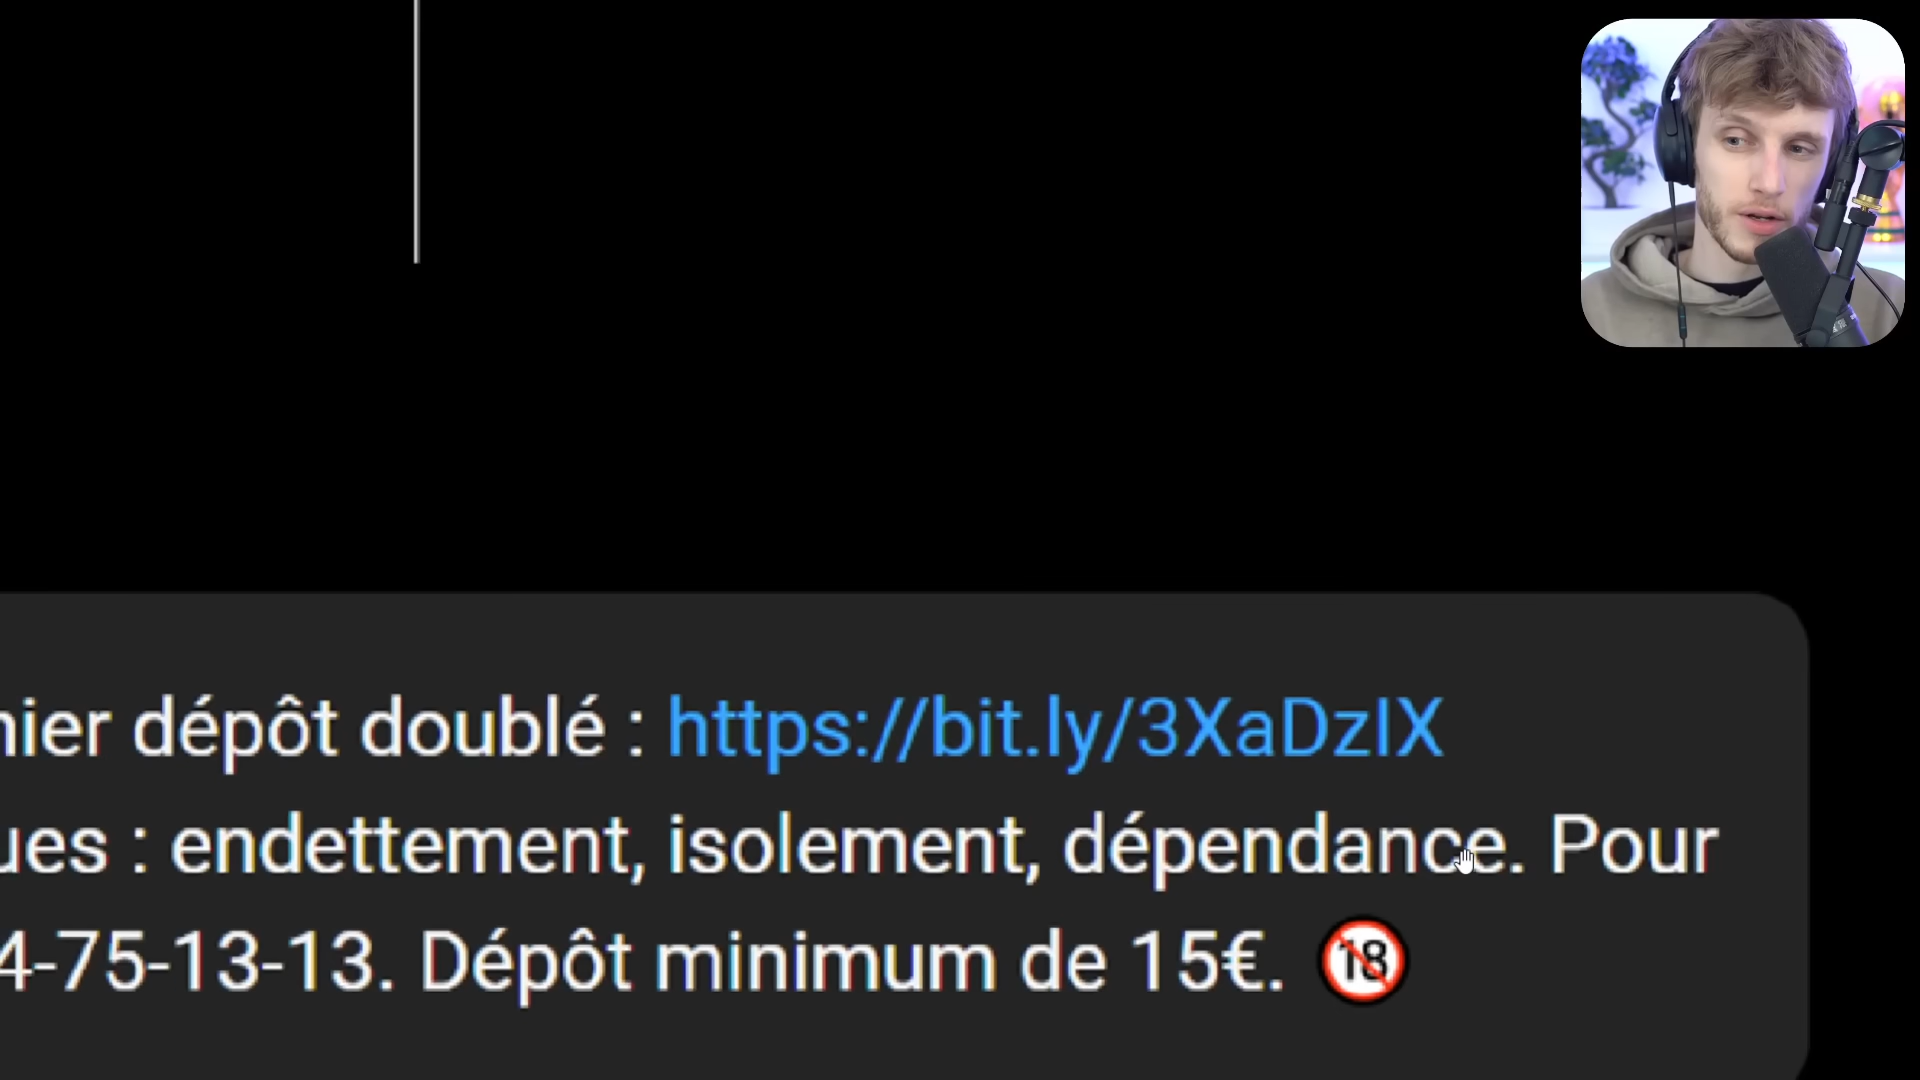 nier dépôt doublé : https://bit.ly/3XaDzIX
ues : endettement, isolement, dépendance. Pour
4-75-13-13. Dépôt minimum de 15€. 🔞